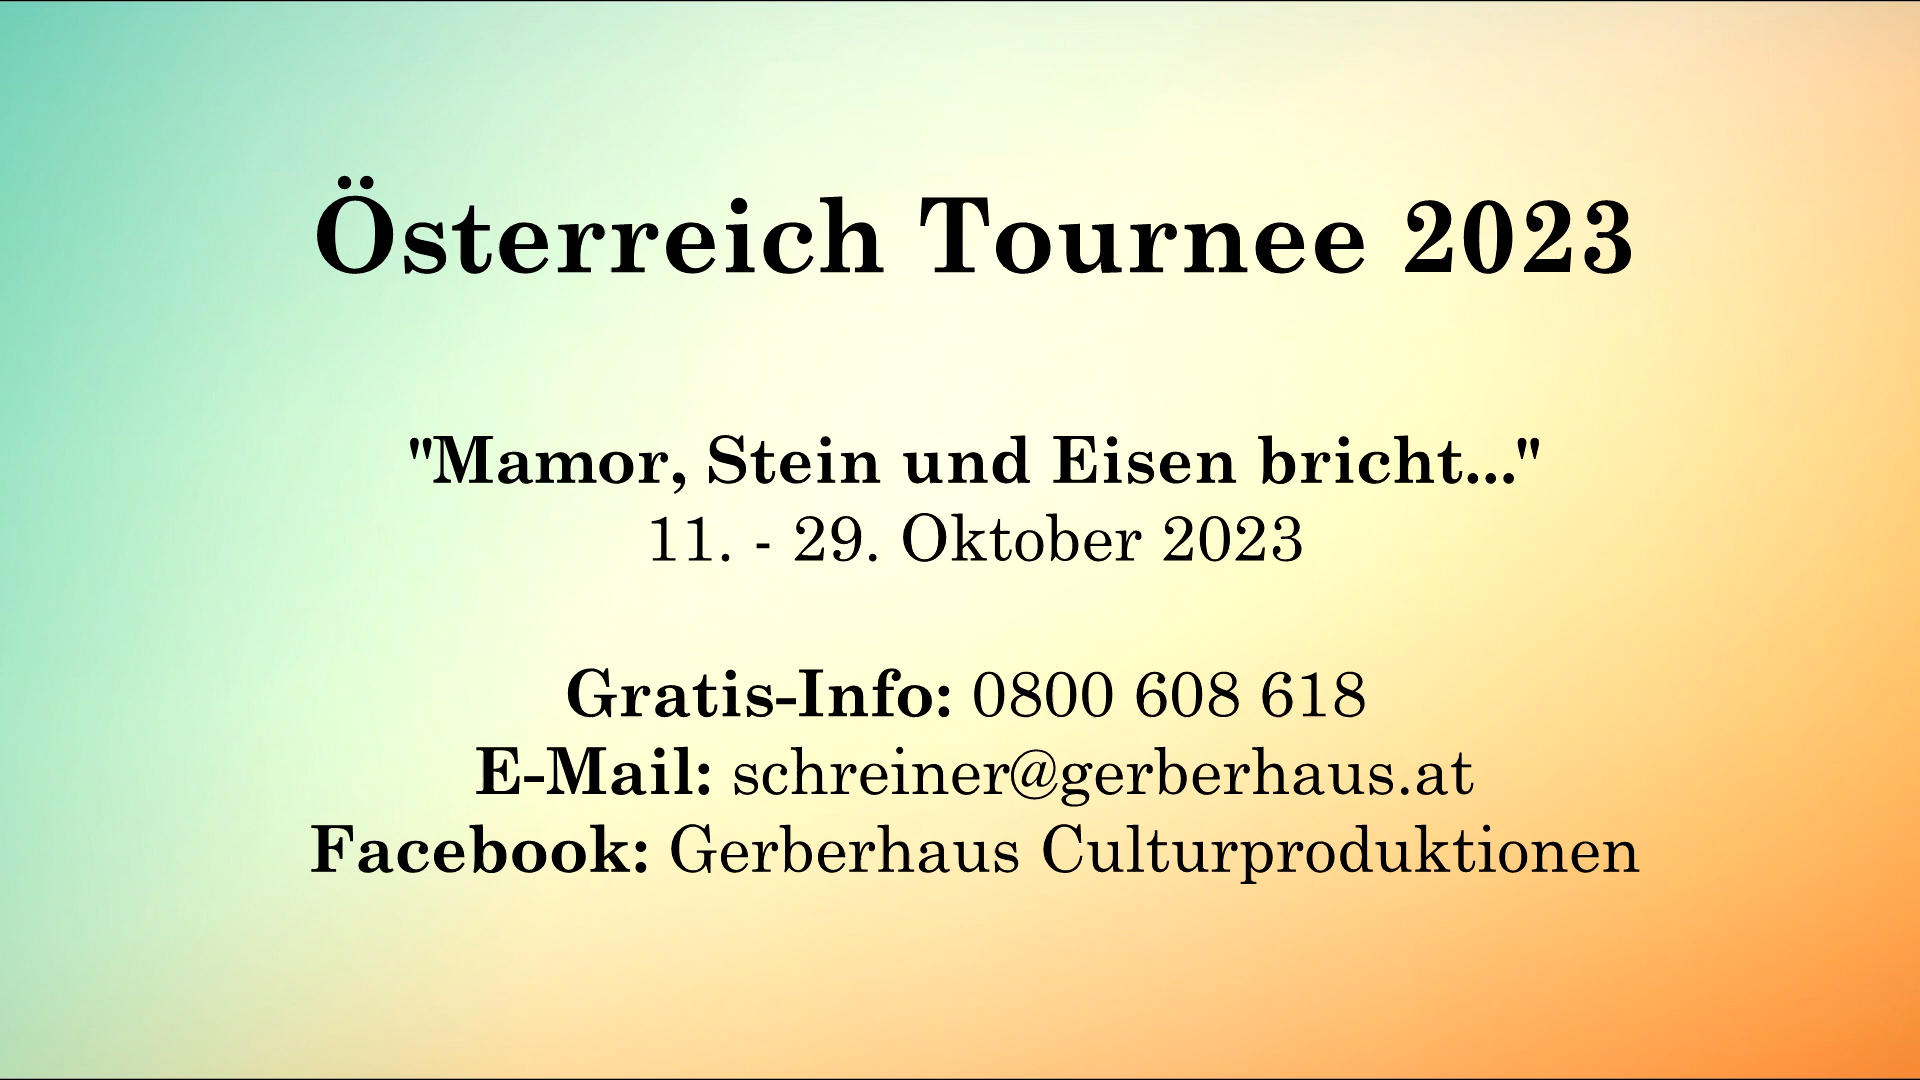 Österreich Tournee 2023
"Mamor, Stein und Eisen bricht..."
11. - 29. Oktober 2023
Gratis-Info: 0800 608 618
E-Mail: schreiner@gerberhaus.at
Facebook: Gerberhaus Culturproduktionen